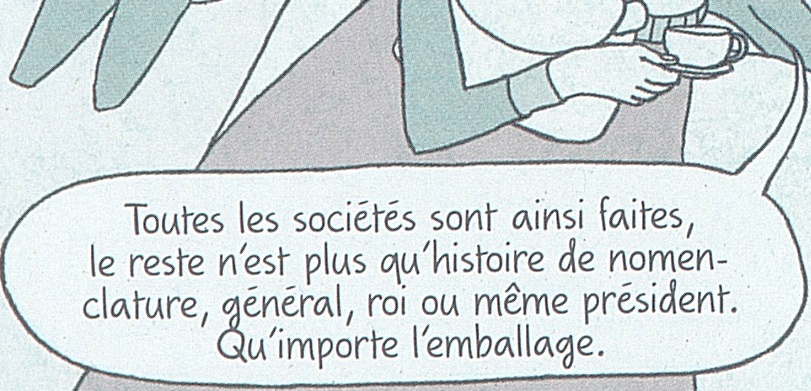 Toutes les sociétés sont ainsi faites,
le reste n'est plus qu'histoire de nomen-
clature, général, roi ou même président.
Qu'importe l'emballage.